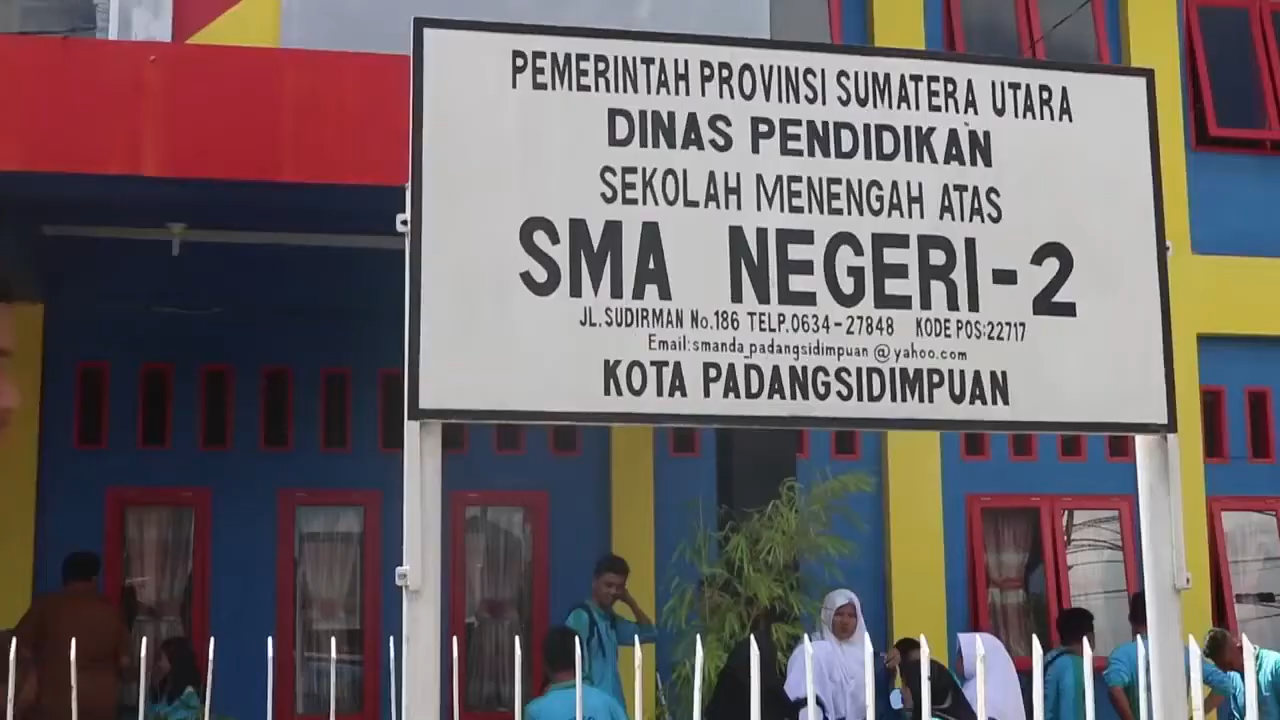 PEMERINTAH PROVINSI SUMATERA UTARA
DINAS PENDIDIKAN
SEKOLAH MENENGAH ATAS
SMA NEGERI-2
JL.SUDIRMAN No.186 TELP.0634-27848 KODE POS:22717
Email:smanda_padangsidimpuan@yahoo.com
KOTA PADANGSIDIMPUAN